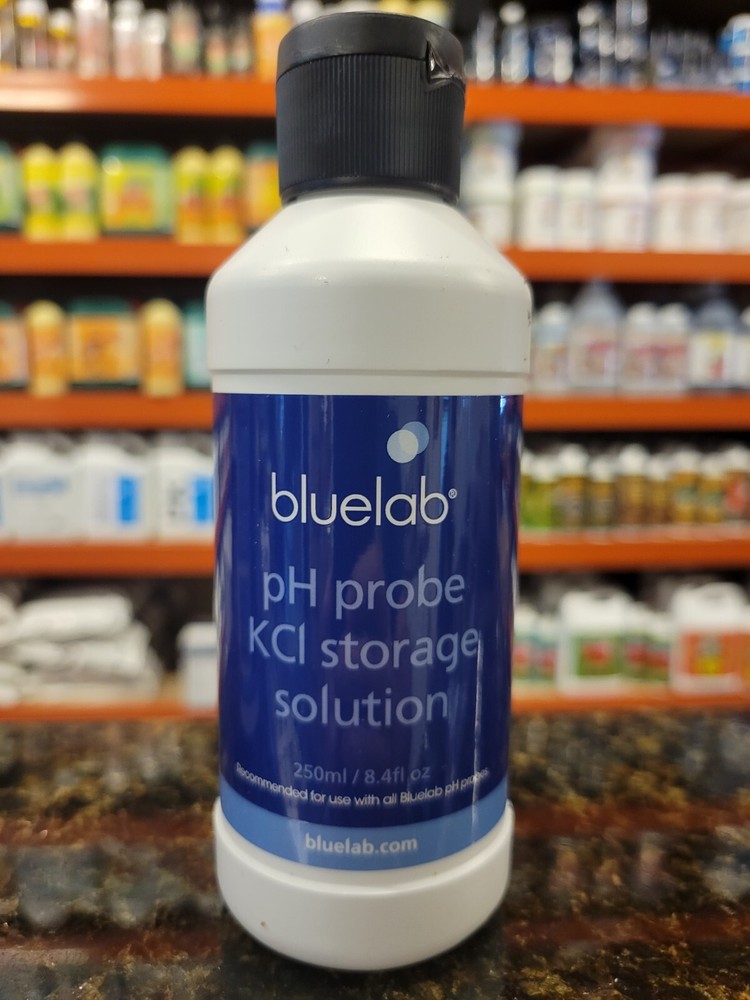 bluelab®
pH probe
KCl storage
solution
250ml / 8.4fl oz
Recommended for use with all Bluelab pH probes
bluelab.com